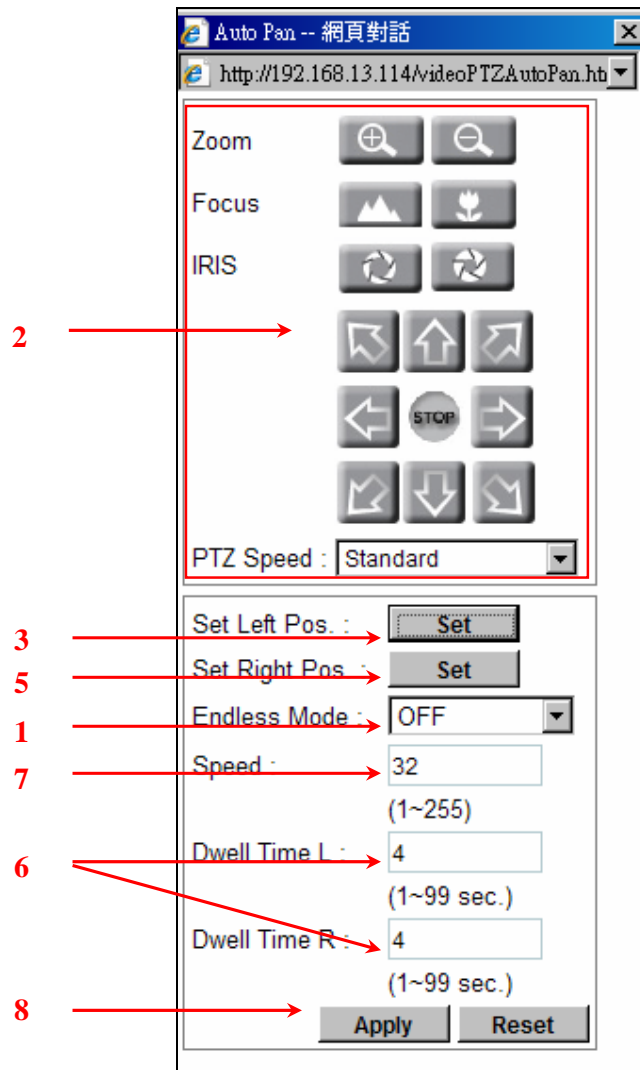 Auto Pan -- 網頁對話
http://192.168.13.114/videoPTZAutoPan.ht
Zoom
Focus
IRIS
2
STOP
PTZ Speed : Standard
3 Set Left Pos. : Set
5 Set Right Pos. : Set
1 Endless Mode : OFF
7 Speed : 32
(1~255)
6 Dwell Time L : 4
(1~99 sec.)
Dwell Time R : 4
(1~99 sec.)
8 Apply Reset